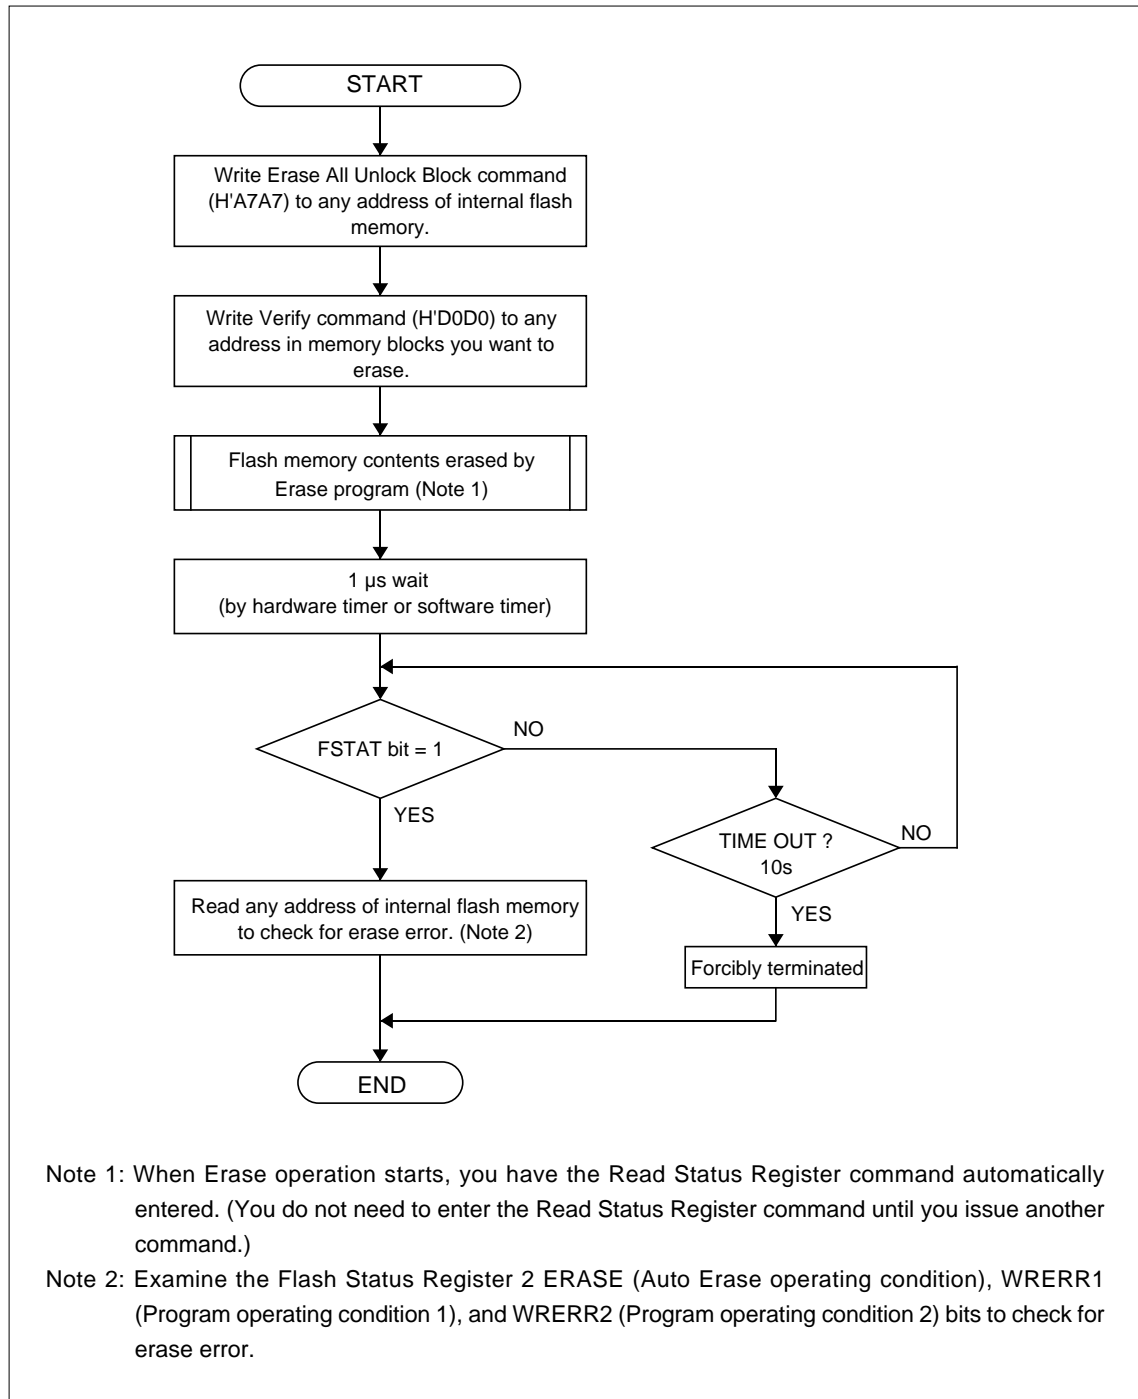 START
Write Erase All Unlock Block command
(H'A7A7) to any address of internal flash
memory.
Write Verify command (H'D0D0) to any
address in memory blocks you want to
erase.
Flash memory contents erased by
Erase program (Note 1)
1 µs wait
(by hardware timer or software timer)
FSTAT bit = 1
NO
YES
TIME OUT ?
10s
NO
YES
Read any address of internal flash memory
to check for erase error. (Note 2)
Forcibly terminated
END
Note 1: When Erase operation starts, you have the Read Status Register command automatically
entered. (You do not need to enter the Read Status Register command until you issue another
command.)
Note 2: Examine the Flash Status Register 2 ERASE (Auto Erase operating condition), WRERR1
(Program operating condition 1), and WRERR2 (Program operating condition 2) bits to check for
erase error.